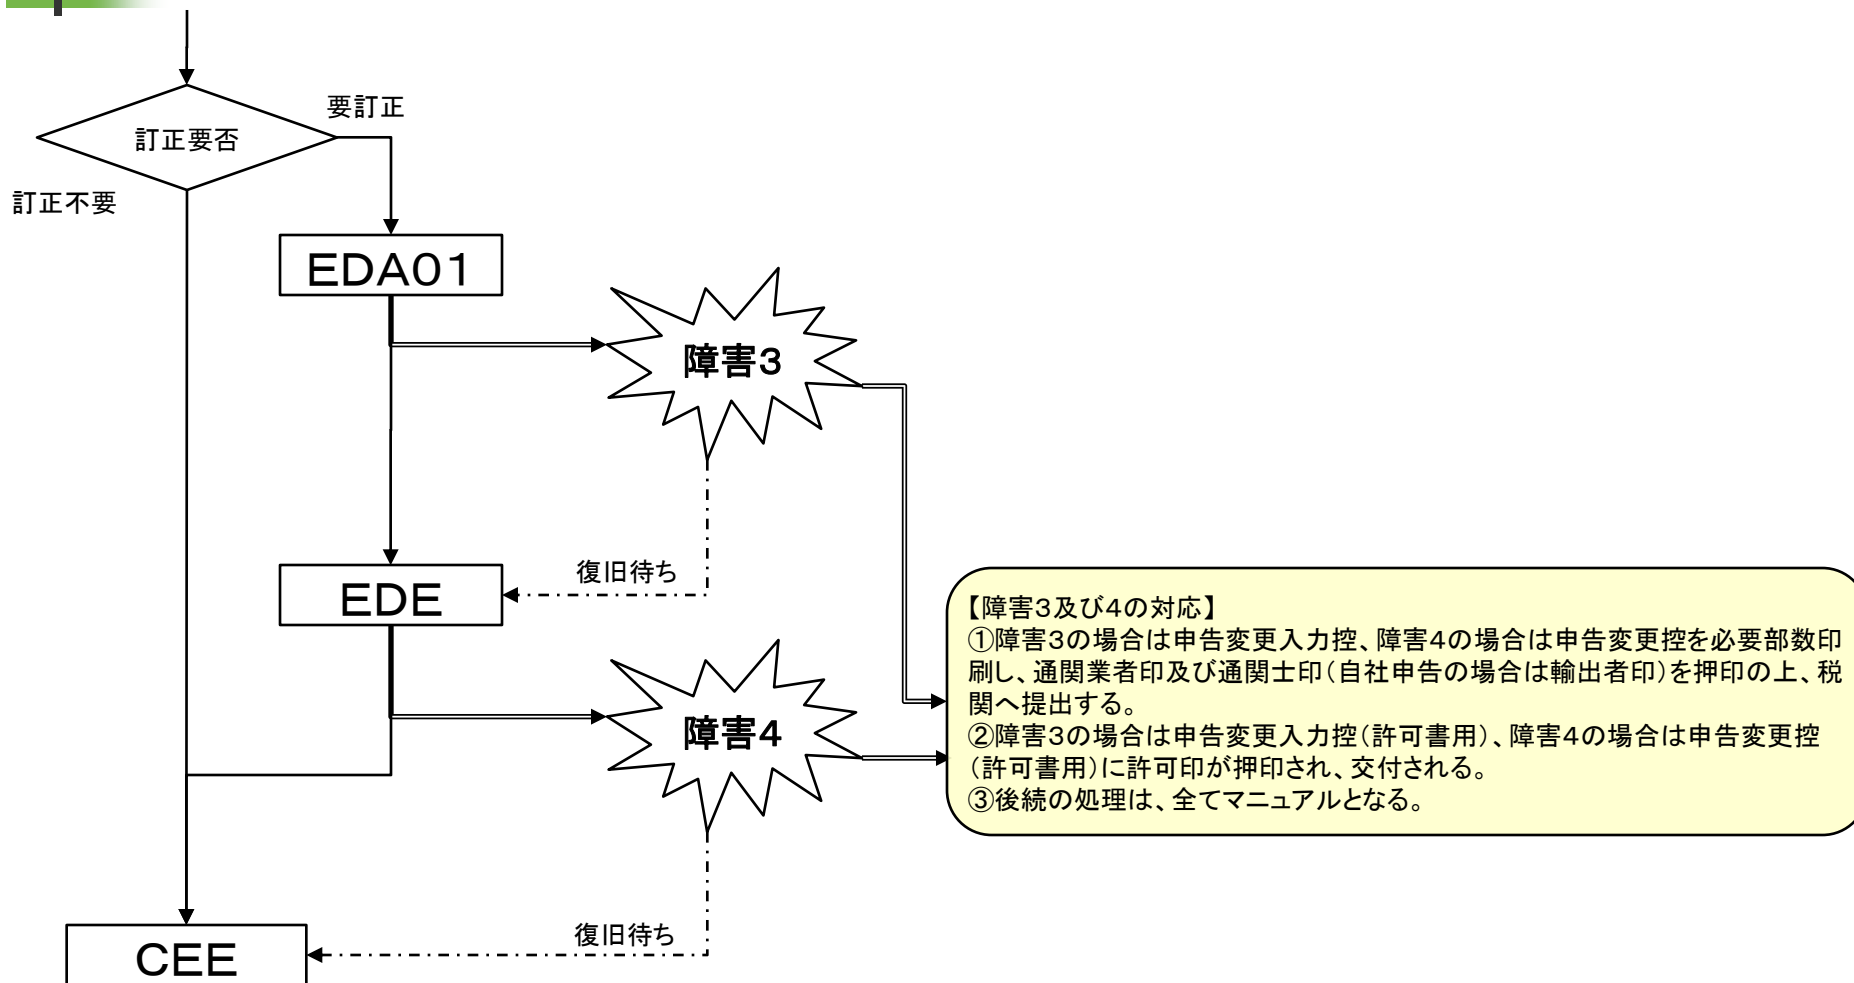 要訂正
訂正要否
訂正不要
EDA01
障害3
復旧待ち
EDE
【障害3及び4の対応】
①障害3の場合は申告変更入力控、障害4の場合は申告変更控を必要部数印
刷し、通関業者印及び通関士印(自社申告の場合は輸出者印)を押印の上、税
関へ提出する。
②障害3の場合は申告変更入力控(許可書用)、障害4の場合は申告変更控
(許可書用)に許可印が押印され、交付される。
③後続の処理は、全てマニュアルとなる。
障害4
復旧待ち
CEE